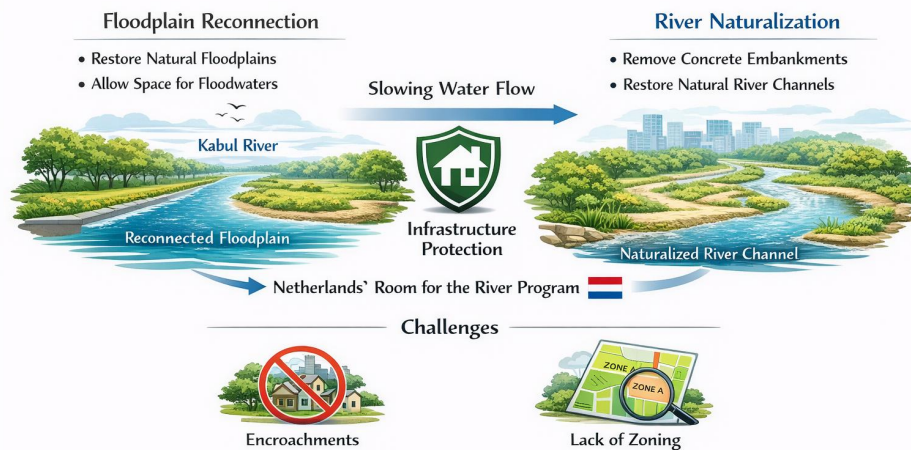 Floodplain Reconnection
• Restore Natural Floodplains
• Allow Space for Floodwaters
River Naturalization
• Remove Concrete Embankments
• Restore Natural River Channels
Slowing Water Flow
Kabul River
Reconnected Floodplain
Infrastructure
Protection
Naturalized River Channel
Netherlands' Room for the River Program
Challenges
ZONE A
ZONE A
Encroachments
Lack of Zoning